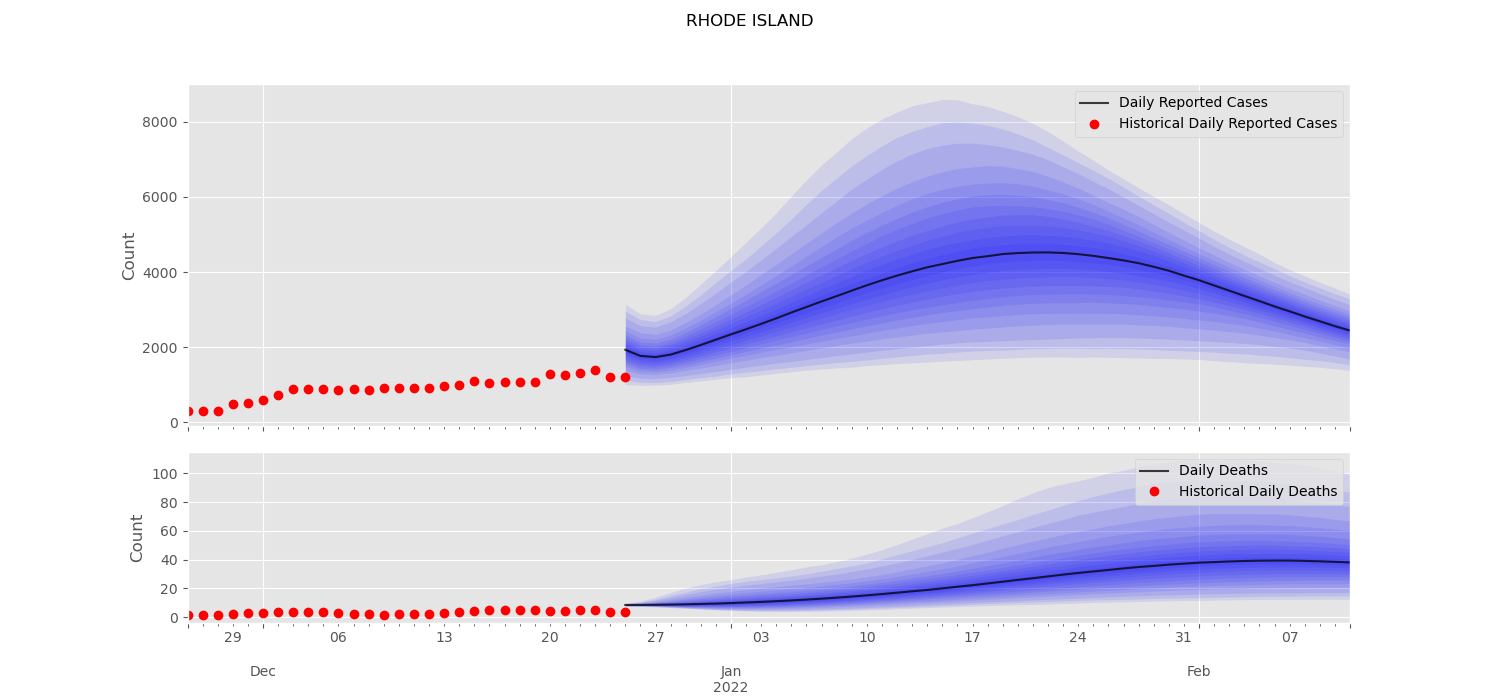 RHODE ISLAND
Daily Reported Cases
Historical Daily Reported Cases
8000
6000
4000
2000
0
Count
Daily Deaths
Historical Daily Deaths
100
80
60
40
20
0
Count
29 06 13 20 27 03 10 17 24 31 07
Dec Jan Feb
2022